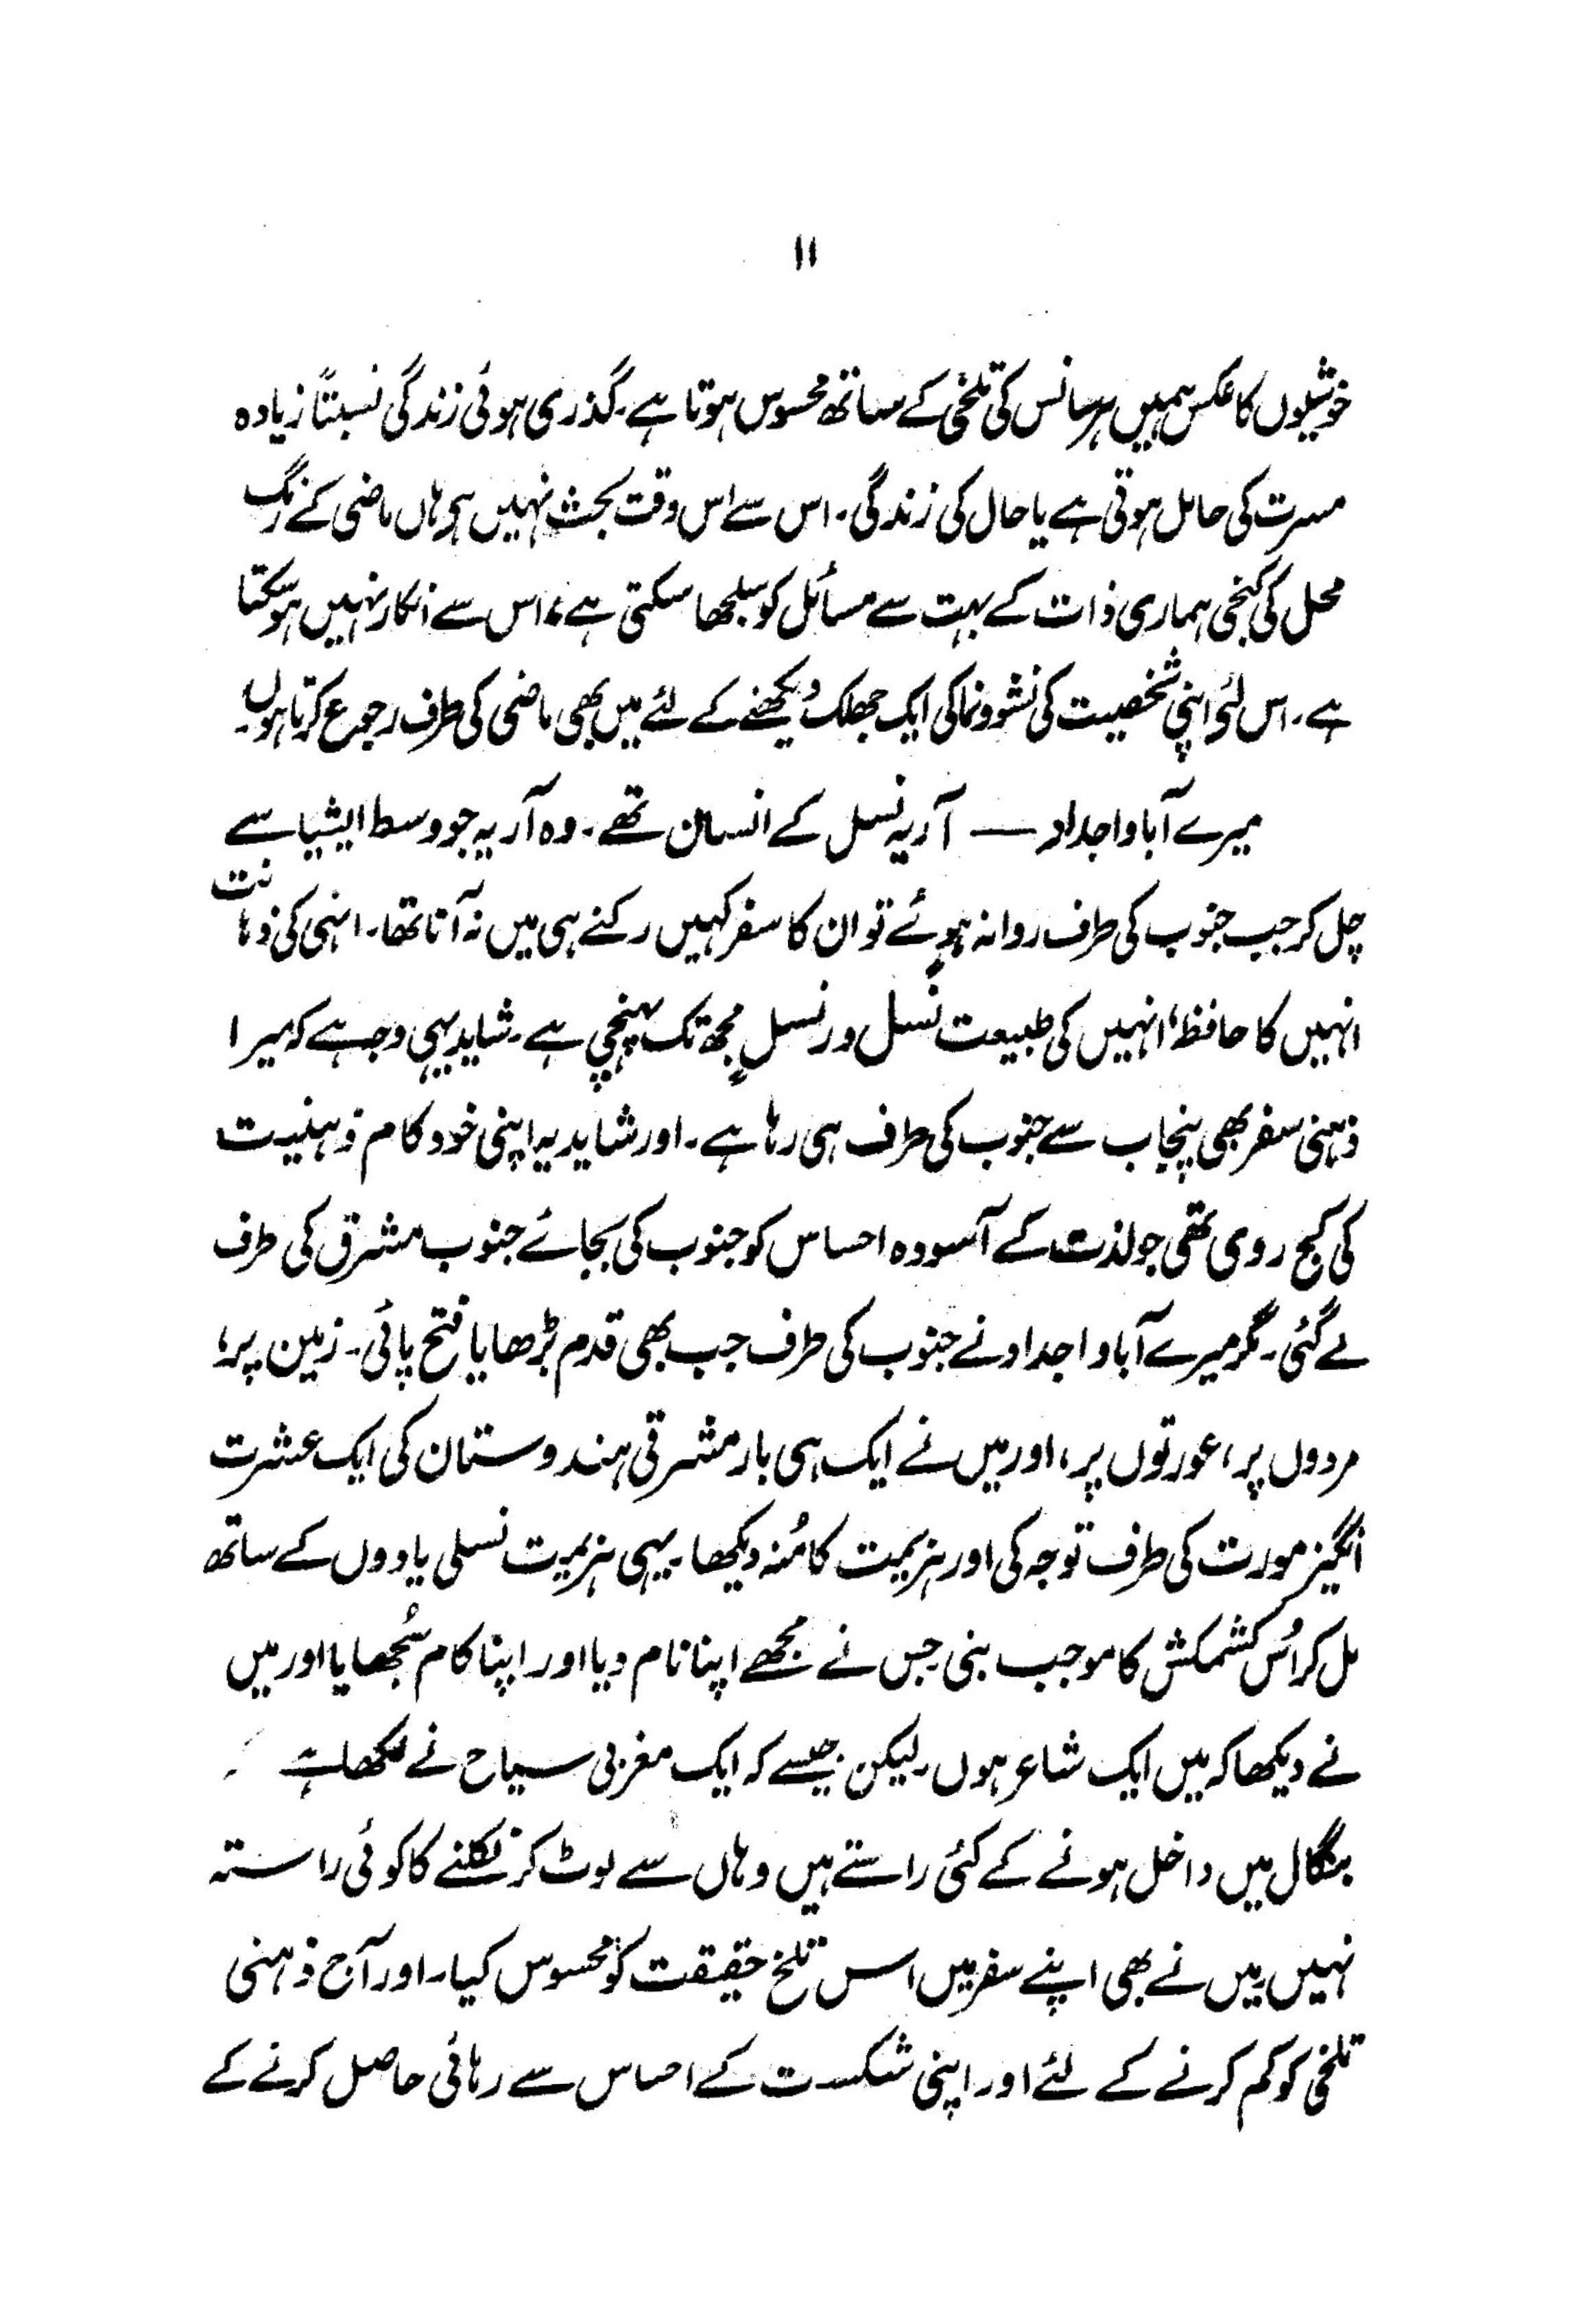 ۱۱
خوشیوں کا عکس ہمیں ہر سانس کی تلخی کے ساتھ محسوس ہوتا ہے۔ گذری ہوئی زندگی نسبتاً زیادہ
مسرت کی حامل ہوتی ہے یا حال کی زندگی۔ اس سے اس وقت بحث نہیں ہے ہاں ماضی کے رنگ
محل کی کنجی ہماری ذات کے بہت سے مسائل کو سلجھا سکتی ہے، اس سے انکار نہیں ہو سکتا
ہے۔ اس لئے اپنی شخصیت کی نشوونما کی ایک جھلک دیکھنے کے لئے میں بھی ماضی کی طرف رجوع کرتا ہوں۔
میرے آبا و اجداد — آریہ نسل کے انسان تھے۔ وہ آریہ جو وسط ایشیا سے
چل کر جب جنوب کی طرف روانہ ہوئے تو ان کا سفر کہیں رکنے ہی میں نہ آتا تھا۔ انہی کی ذہانت
انہیں کا حافظہ، انہیں کی طبیعت نسل در نسل مجھ تک پہنچی ہے۔ شاید یہی وجہ ہے کہ میرا
ذہنی سفر بھی پنجاب سے جنوب کی طرف ہی رہا ہے۔ اور شاید یہ اپنی خود کام ذہنیت
کی کج روی تھی جو لذت کے آسودہ احساس کو جنوب کی بجائے جنوب مشرق کی طرف
لے گئی۔ مگر میرے آبا و اجداد نے جنوب کی طرف جب بھی قدم بڑھایا فتح پائی۔ زمین پر،
مردوں پر، عورتوں پر، اور میں نے ایک ہی بار مشرقی ہندوستان کی ایک عشرت
انگیز مورت کی طرف توجہ کی اور ہزیمت کا مُنہ دیکھا۔ یہی ہزیمت نسلی یادوں کے ساتھ
مل کر اُس کشمکش کا موجب بنی جس نے مجھے اپنا نام دیا اور اپنا کام سُجھایا اور میں
نے دیکھا کہ میں ایک شاعر ہوں۔ لیکن جیسے کہ ایک مغربی سیاح نے لکھا ہے
بنگال میں داخل ہونے کے کئی راستے ہیں وہاں سے لوٹ کر نکلنے کا کوئی راستہ
نہیں۔ میں نے بھی اپنے سفر میں اس تلخ حقیقت کو محسوس کیا۔ اور آج ذہنی
تلخی کو کم کرنے کے لئے اور اپنی شکست کے احساس سے رہائی حاصل کرنے کے